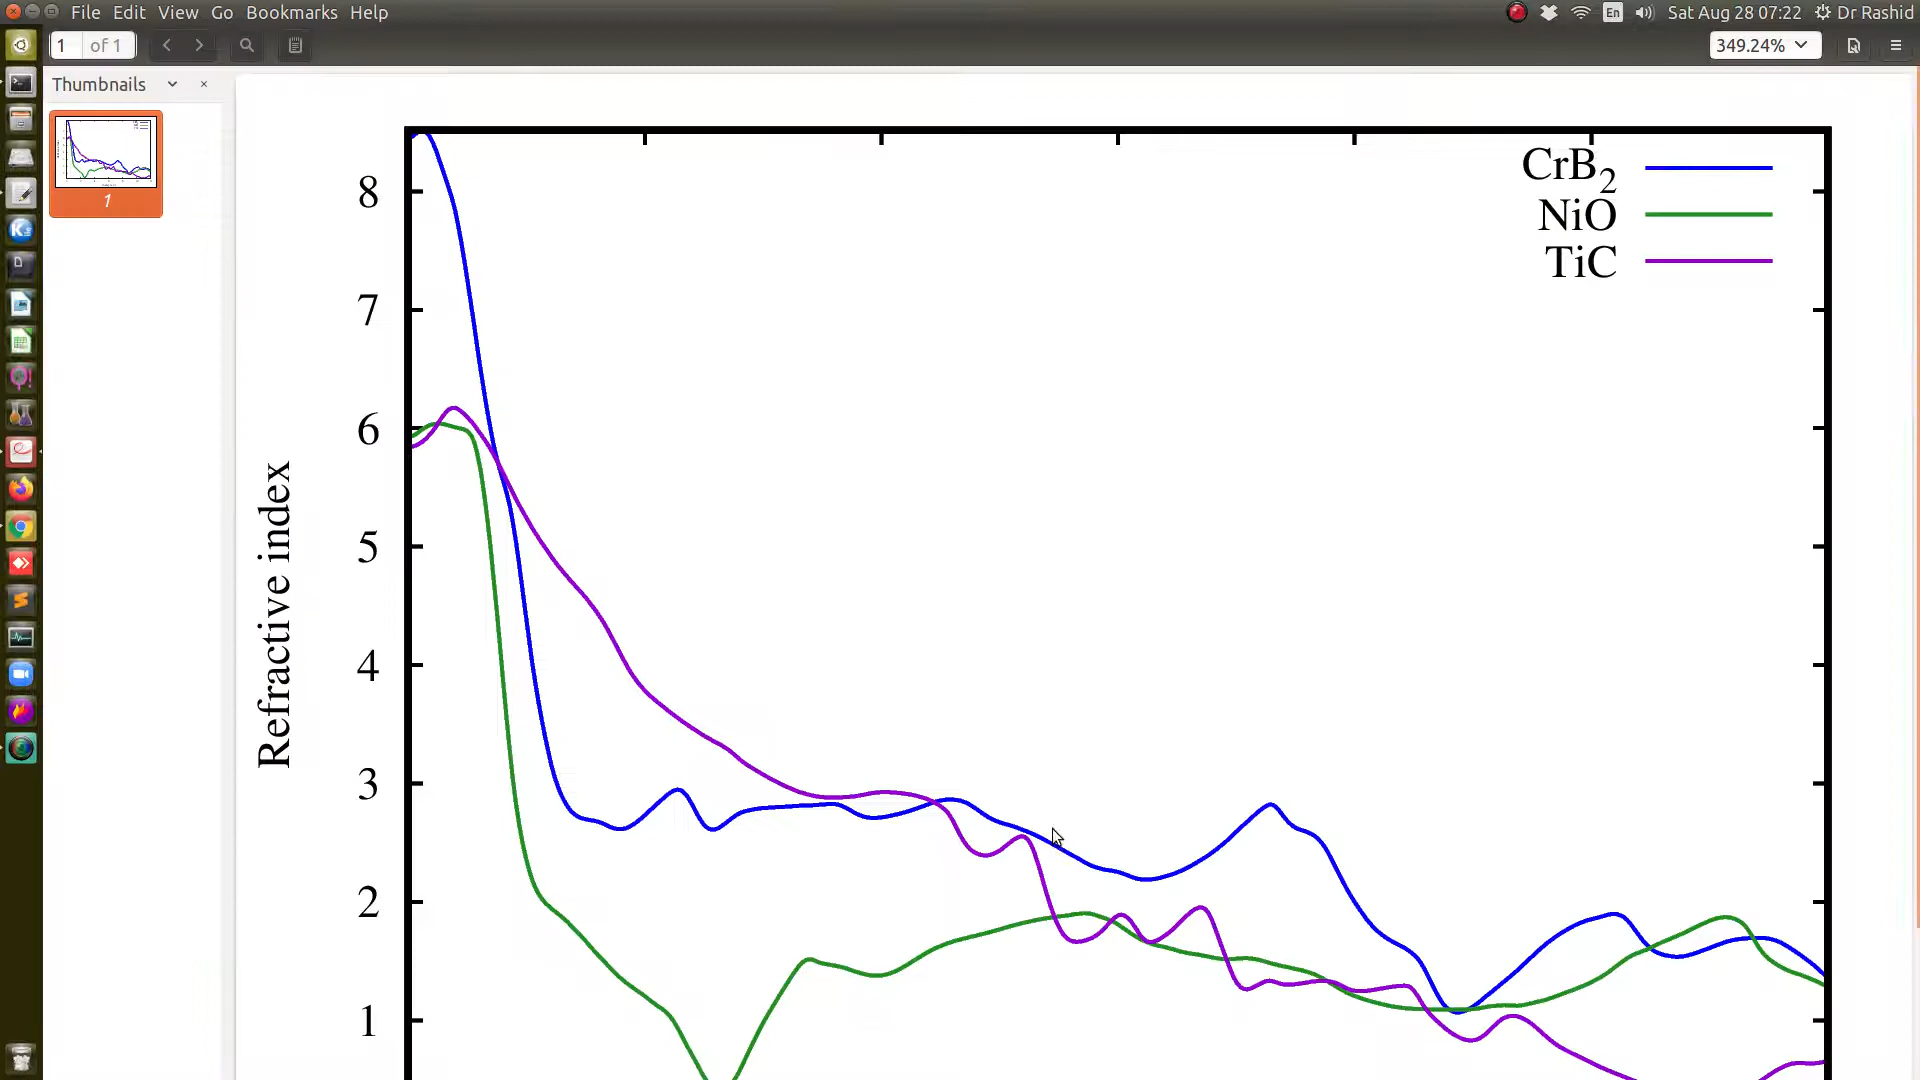 File Edit View Go Bookmarks Help
En Sat Aug 28 07:22 Dr Rashid
1 of 1
349.24%
Thumbnails
1
CrB₂
NiO
TiC
8
7
6
5
4
3
2
1
Refractive index